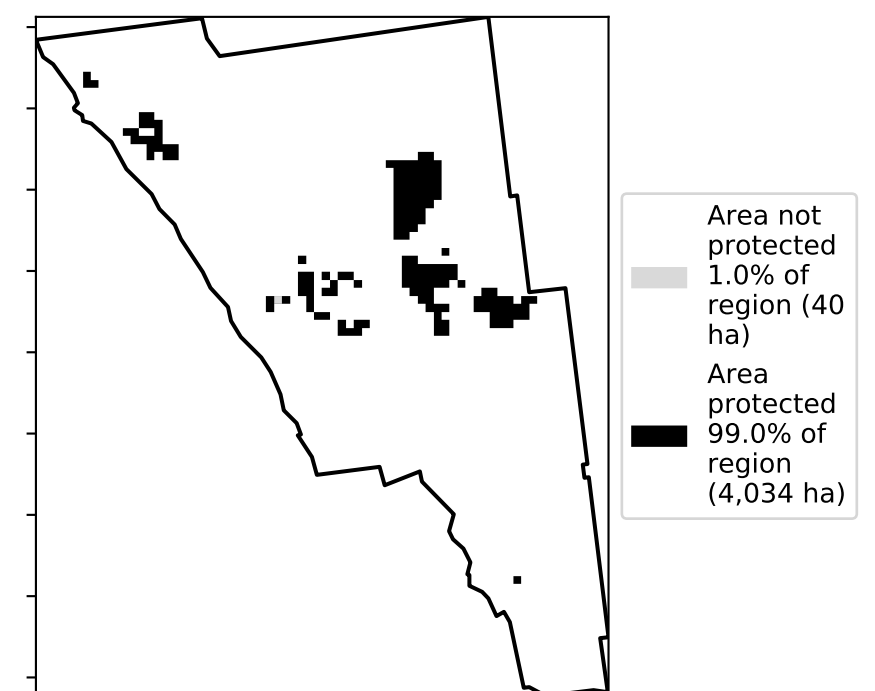 Area not
protected
1.0% of
region (40
ha)
Area
protected
99.0% of
region
(4,034 ha)